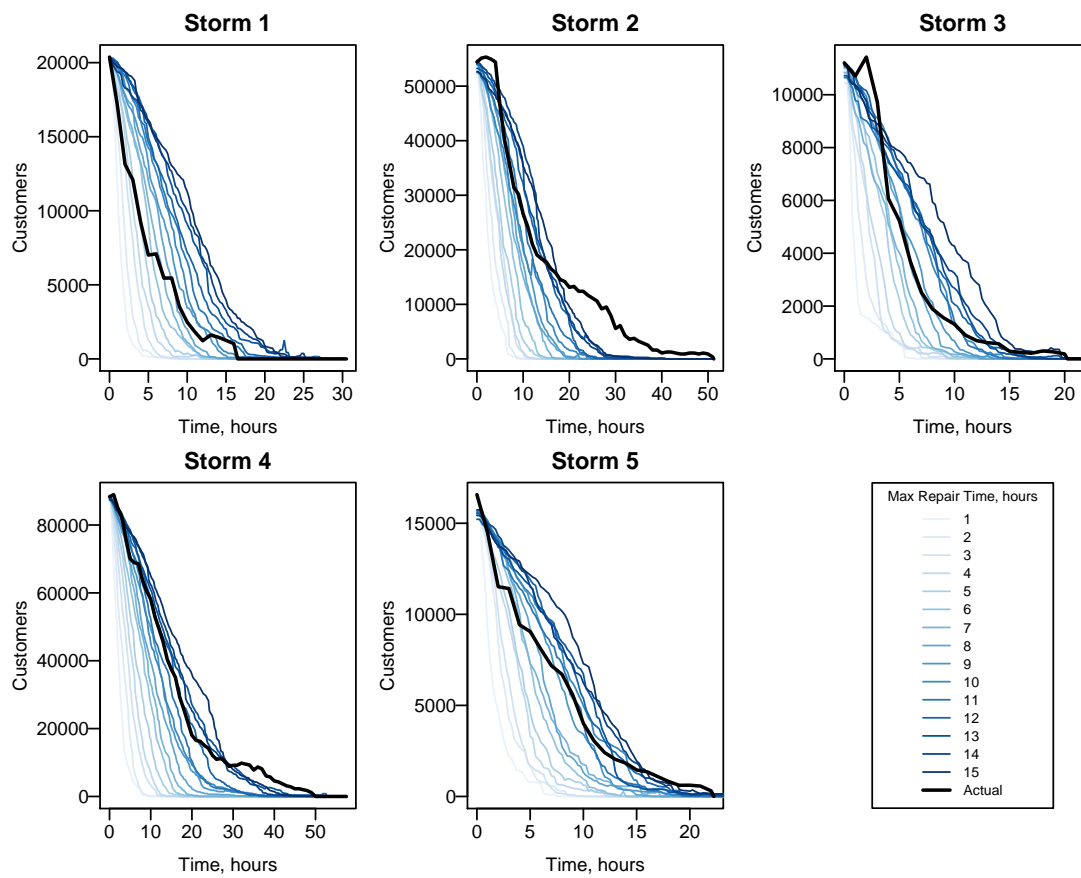 Storm 1
Customers
20000
15000
10000
5000
0
0 5 10 15 20 25 30
Time, hours
Storm 2
Customers
50000
40000
30000
20000
10000
0
0 10 20 30 40 50
Time, hours
Storm 3
Customers
10000
8000
6000
4000
2000
0
0 5 10 15 20
Time, hours
Storm 4
Customers
80000
60000
40000
20000
0
0 10 20 30 40 50
Time, hours
Storm 5
Customers
15000
10000
5000
0
0 5 10 15 20
Time, hours
Max Repair Time, hours
1
2
3
4
5
6
7
8
9
10
11
12
13
14
15
Actual